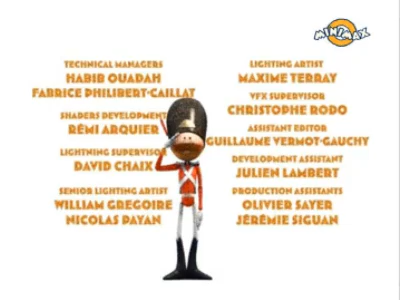 MINIMAX
TECHNICAL MANAGERS
HABIB OUADAH
FABRICE PHILIBERT-CAILLAT
SHADERS DEVELOPMENT
RÉMI ARQUIER
LIGHTNING SUPERVISOR
DAVID CHAIX
SENIOR LIGHTING ARTIST
WILLIAM GREGOIRE
NICOLAS PAYAN
LIGHTING ARTIST
MAXIME TERRAY
VFX SUPERVISOR
CHRISTOPHE RODO
ASSISTANT EDITOR
GUILLAUME VERMOT-GAUCHY
DEVELOPMENT ASSISTANT
JULIEN LAMBERT
PRODUCTION ASSISTANTS
OLIVIER SAYER
JÉRÉMIE SIGUAN